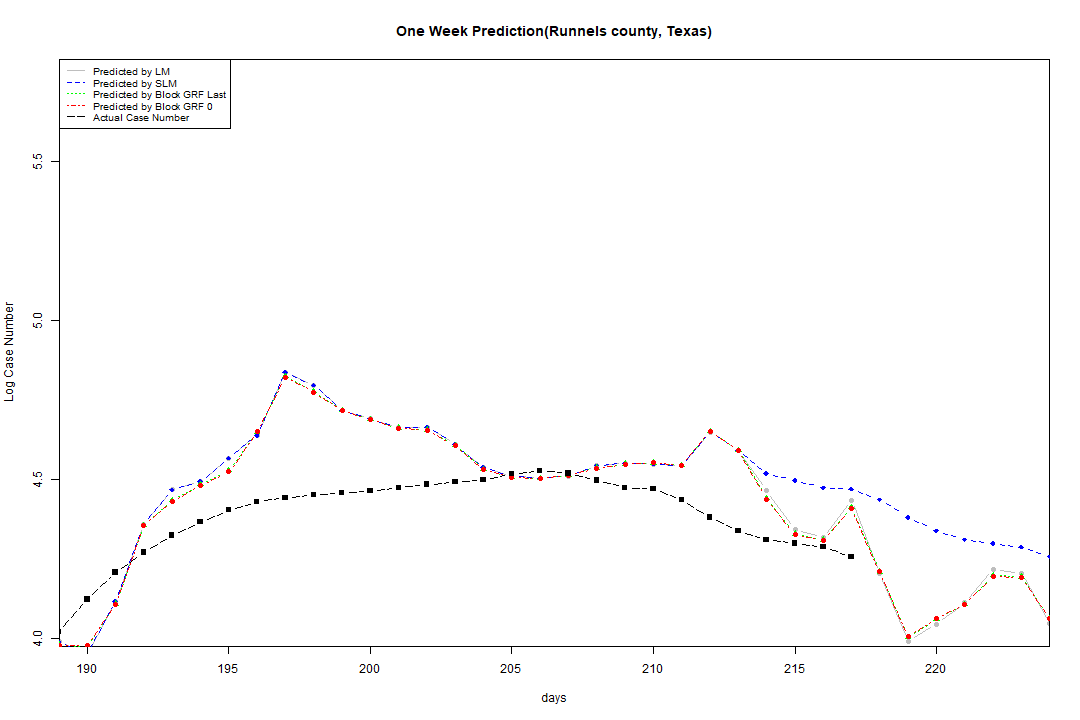 One Week Prediction(Runnels county, Texas)
Predicted by LM
Predicted by SLM
Predicted by Block GRF Last
Predicted by Block GRF 0
Actual Case Number
5.5
5.0
4.5
4.0
Log Case Number
190 195 200 205 210 215 220
days